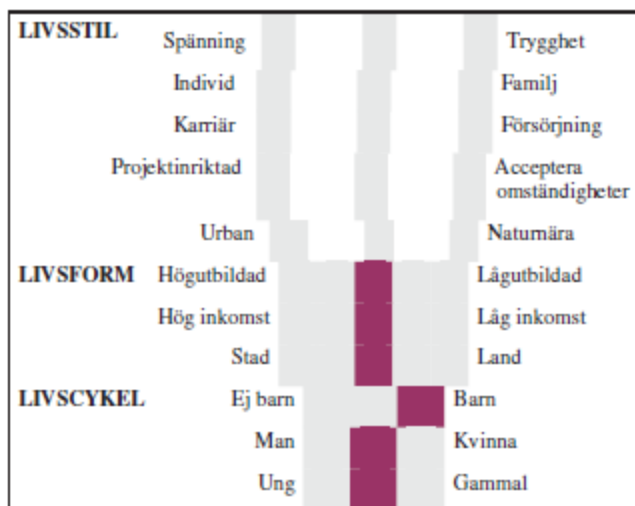 LIVSSTIL Spänning Trygghet
Individ Familj
Karriär Försörjning
Projektinriktad Acceptera
omständigheter
Urban Naturnära
LIVSFORM Högutbildad Lågutbildad
Hög inkomst Låg inkomst
Stad Land
LIVSCYKEL Ej barn Barn
Man Kvinna
Ung Gammal